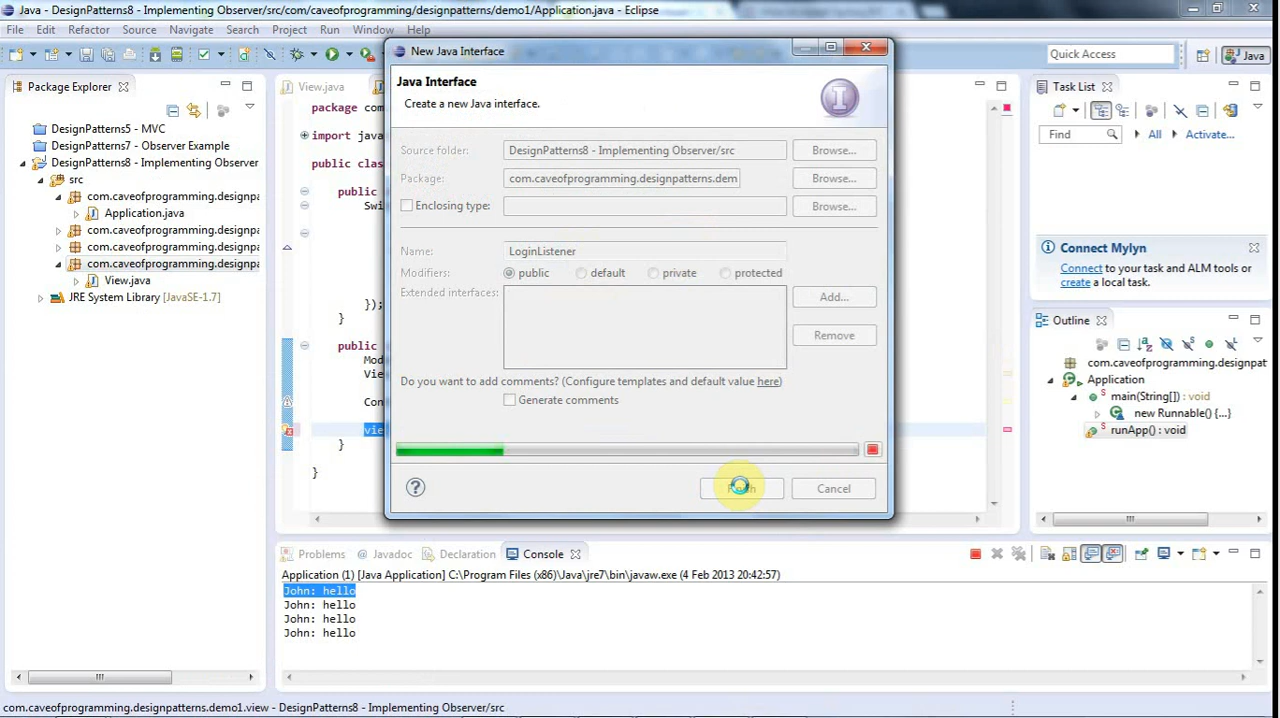 Java - DesignPatterns8 - Implementing Observer/src/com/caveofprogramming/designpatterns/demo1/Application.java - Eclipse
File Edit Refactor Source Navigate Search Project Run Window Help
Quick Access
Java
Package Explorer
DesignPatterns5 - MVC
DesignPatterns7 - Observer Example
DesignPatterns8 - Implementing Observer
src
com.caveofprogramming.designpa
Application.java
com.caveofprogramming.designpa
com.caveofprogramming.designpa
com.caveofprogramming.designpa
View.java
JRE System Library [JavaSE-1.7]
View.java
package com
import java
public clas
public
Swi
});
}
public
Mod
Vie
Con
vie
}
}
New Java Interface
Java Interface
Create a new Java interface.
Source folder: DesignPatterns8 - Implementing Observer/src Browse...
Package: com.caveofprogramming.designpatterns.dem Browse...
Enclosing type: Browse...
Name: LoginListener
Modifiers: public default private protected
Extended interfaces: Add...
Remove
Do you want to add comments? (Configure templates and default value here)
Generate comments
Cancel
Task List
Find All Activate...
Connect Mylyn
Connect to your task and ALM tools or
create a local task.
Outline
com.caveofprogramming.designpat
Application
main(String[]) : void
new Runnable() {...}
runApp() : void
Problems @ Javadoc Declaration Console
Application (1) [Java Application] C:\Program Files (x86)\Java\jre7\bin\javaw.exe (4 Feb 2013 20:42:57)
John: hello
John: hello
John: hello
John: hello
com.caveofprogramming.designpatterns.demo1.view - DesignPatterns8 - Implementing Observer/src